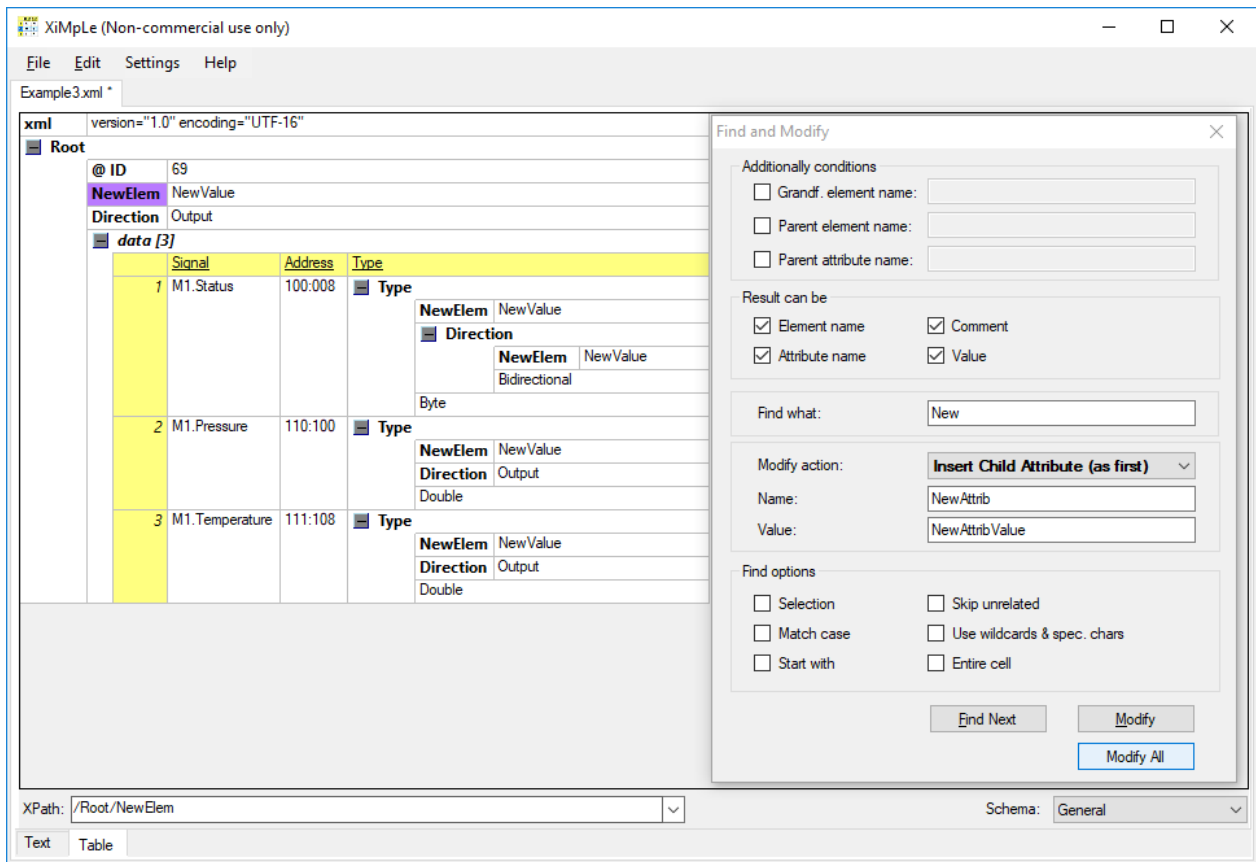 XiMpLe (Non-commercial use only)
File Edit Settings Help
Example3.xml *
xml version="1.0" encoding="UTF-16"
Root
@ ID 69
NewElem NewValue
Direction Output
data [3]
Signal Address Type
1 M1.Status 100:008 Type
NewElem NewValue
Direction
NewElem NewValue
Bidirectional
Byte
2 M1.Pressure 110:100 Type
NewElem NewValue
Direction Output
Double
3 M1.Temperature 111:108 Type
NewElem NewValue
Direction Output
Double
Find and Modify
Additionally conditions
Grandf. element name:
Parent element name:
Parent attribute name:
Result can be
Element name Comment
Attribute name Value
Find what: New
Modify action: Insert Child Attribute (as first)
Name: NewAttrib
Value: NewAttribValue
Find options
Selection Skip unrelated
Match case Use wildcards & spec. chars
Start with Entire cell
Find Next Modify
Modify All
XPath: /Root/NewElem Schema: General
Text Table